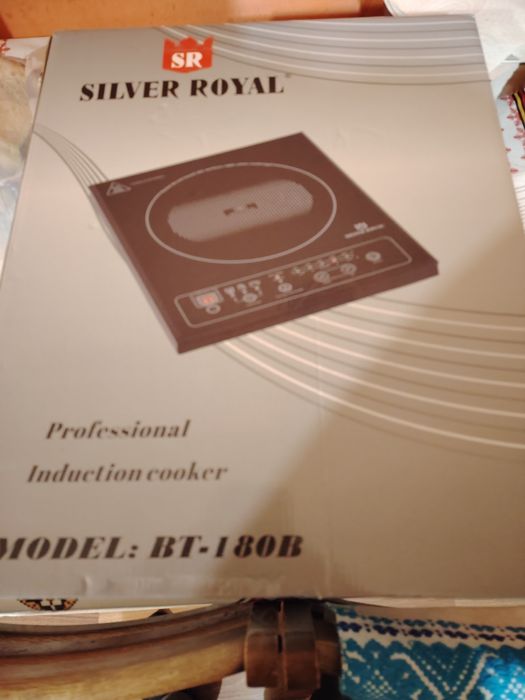 SR
SILVER ROYAL
Professional
Induction cooker
MODEL: BT-180B